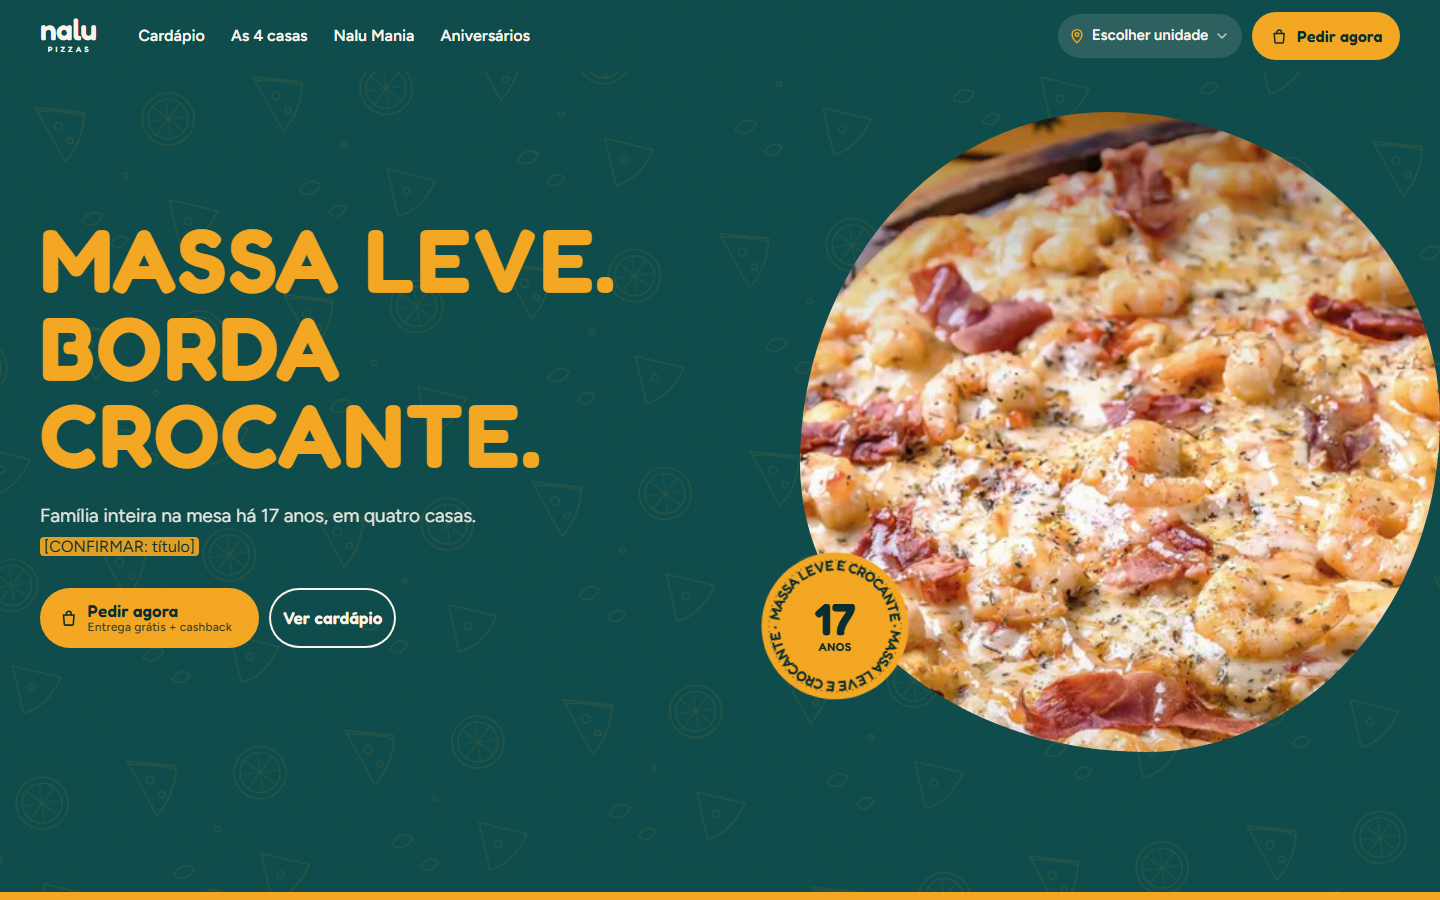 nalu
PIZZAS
Cardápio
As 4 casas
Nalu Mania
Aniversários
Escolher unidade
Pedir agora
MASSA LEVE.
BORDA
CROCANTE.
Família inteira na mesa há 17 anos, em quatro casas.
[CONFIRMAR: título]
Pedir agora
Entrega grátis + cashback
Ver cardápio
MASSA LEVE E CROCANTE · MASSA LEVE E CROCANTE ·
17
ANOS